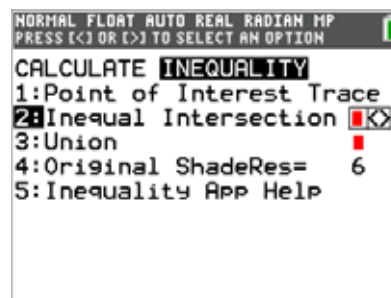 NORMAL FLOAT AUTO REAL RADIAN MP
PRESS [<] OR [>] TO SELECT AN OPTION
CALCULATE INEQUALITY
1:Point of Interest Trace
2:Inequal Intersection
3:Union
4:Original ShadeRes= 6
5:Inequality App Help